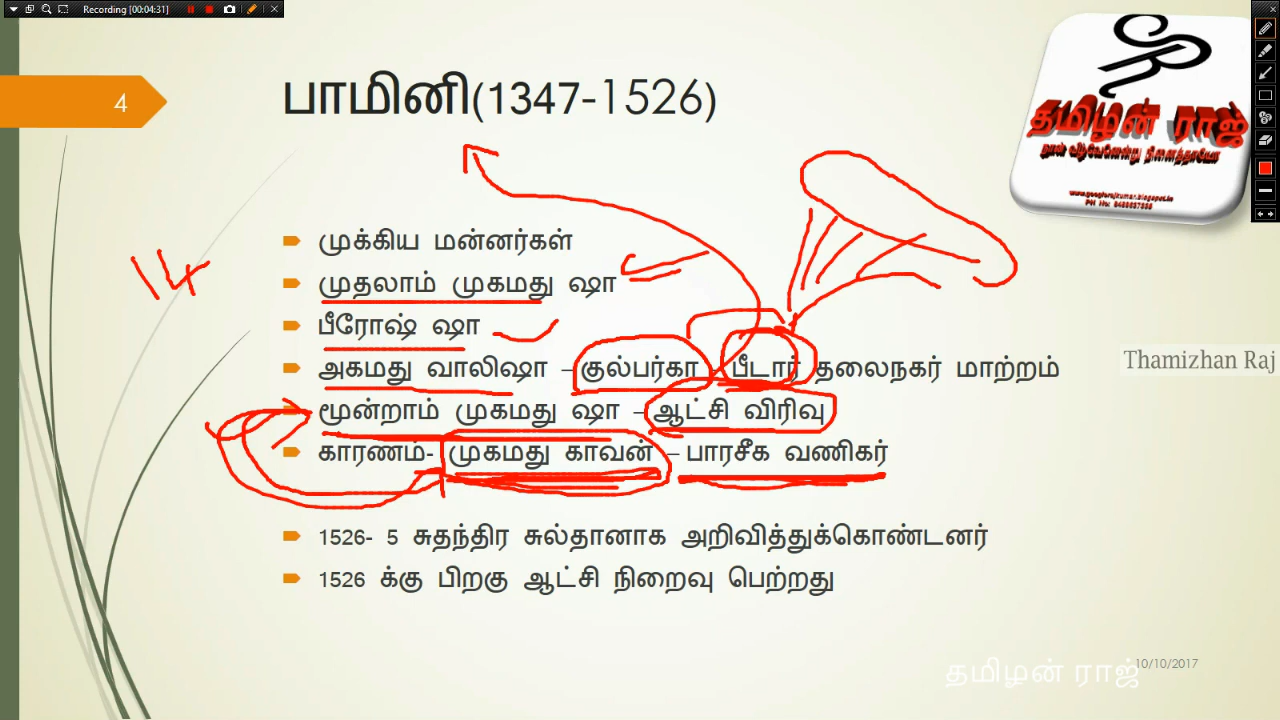 Recording [00:04:31]
4
பாமினி(1347-1526)
தமிழன் ராஜ்
நான் வீழ்வேனென்று நினைத்தாயோ
முக்கிய மன்னர்கள்
14
முதலாம் முகமது ஷா
பீரோஷ் ஷா
அகமது வாலிஷா – குல்பர்கா - பீடார் தலைநகர் மாற்றம்
Thamizhan Raj
மூன்றாம் முகமது ஷா – ஆட்சி விரிவு
காரணம்- முகமது காவன் – பாரசீக வணிகர்
1526- 5 சுதந்திர சுல்தானாக அறிவித்துக்கொண்டனர்
1526 க்கு பிறகு ஆட்சி நிறைவு பெற்றது
தமிழன் ராஜ்
10/10/2017